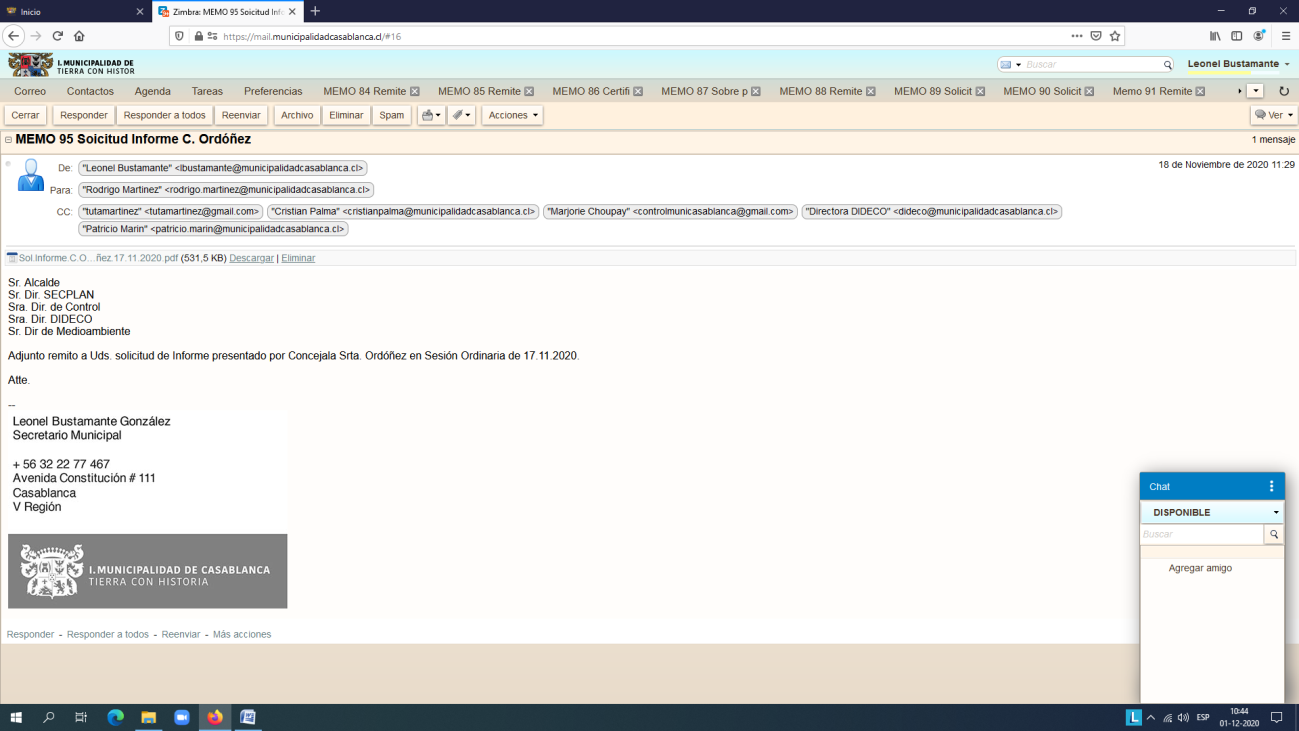 Inicio
Zimbra: MEMO 95 Soicitud Info
https://mail.municipalidadcasablanca.cl/#16
I. MUNICIPALIDAD DE
TIERRA CON HISTOR
Buscar
Leonel Bustamante
Correo Contactos Agenda Tareas Preferencias MEMO 84 Remite MEMO 85 Remite MEMO 86 Certifi MEMO 87 Sobre p MEMO 88 Remite MEMO 89 Solicit MEMO 90 Solicit Memo 91 Remite
Cerrar Responder Responder a todos Reenviar Archivo Eliminar Spam Acciones Ver
MEMO 95 Soicitud Informe C. Ordóñez
1 mensaje
De: "Leonel Bustamante" <lbustamante@municipalidadcasablanca.cl>
18 de Noviembre de 2020 11:29
Para: "Rodrigo Martinez" <rodrigo.martinez@municipalidadcasablanca.cl>
CC: "tutamartinez" <tutamartinez@gmail.com> "Cristian Palma" <cristianpalma@municipalidadcasablanca.cl> "Marjorie Choupay" <controlmunicasablanca@gmail.com> "Directora DIDECO" <dideco@municipalidadcasablanca.cl>
"Patricio Marin" <patricio.marin@municipalidadcasablanca.cl>
Sol.Informe.C.O...ñez.17.11.2020.pdf (531,5 KB) Descargar | Eliminar
Sr. Alcalde
Sr. Dir. SECPLAN
Sra. Dir. de Control
Sra. Dir. DIDECO
Sr. Dir de Medioambiente
Adjunto remito a Uds. solicitud de Informe presentado por Concejala Srta. Ordóñez en Sesión Ordinaria de 17.11.2020.
Atte.
--
Leonel Bustamante González
Secretario Municipal
+ 56 32 22 77 467
Avenida Constitución # 111
Casablanca
V Región
I. MUNICIPALIDAD DE CASABLANCA
TIERRA CON HISTORIA
Responder - Responder a todos - Reenviar - Más acciones
Chat
DISPONIBLE
Buscar
Agregar amigo
L ESP 10:44
01-12-2020